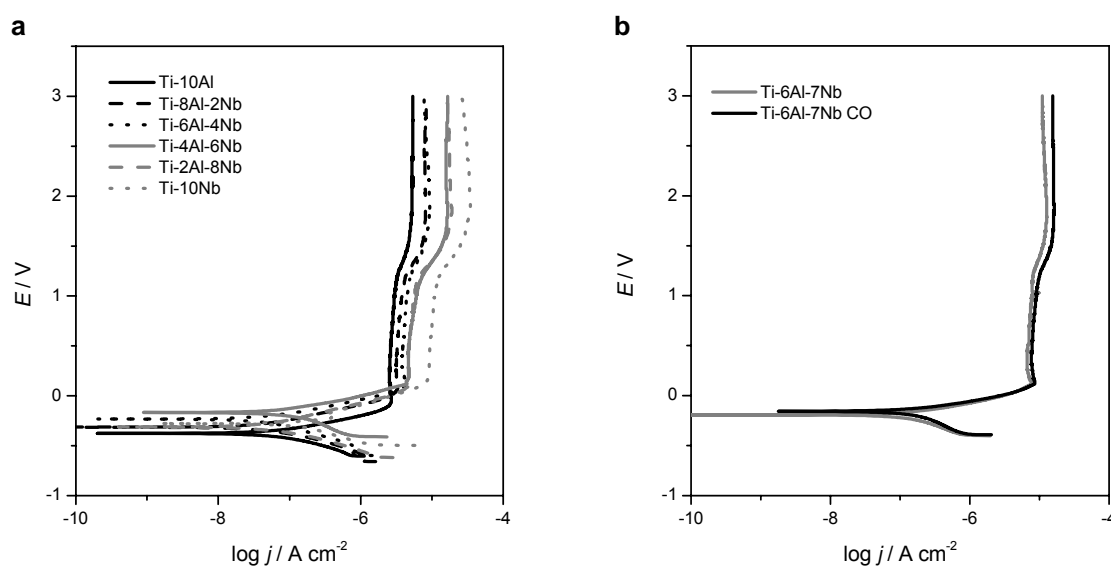 a
3
2
1
0
-1
E / V
-10
-8
-6
-4
log j / A cm-2
Ti-10Al
Ti-8Al-2Nb
Ti-6Al-4Nb
Ti-4Al-6Nb
Ti-2Al-8Nb
Ti-10Nb
b
3
2
1
0
-1
E / V
-10
-8
-6
-4
log j / A cm-2
Ti-6Al-7Nb
Ti-6Al-7Nb CO